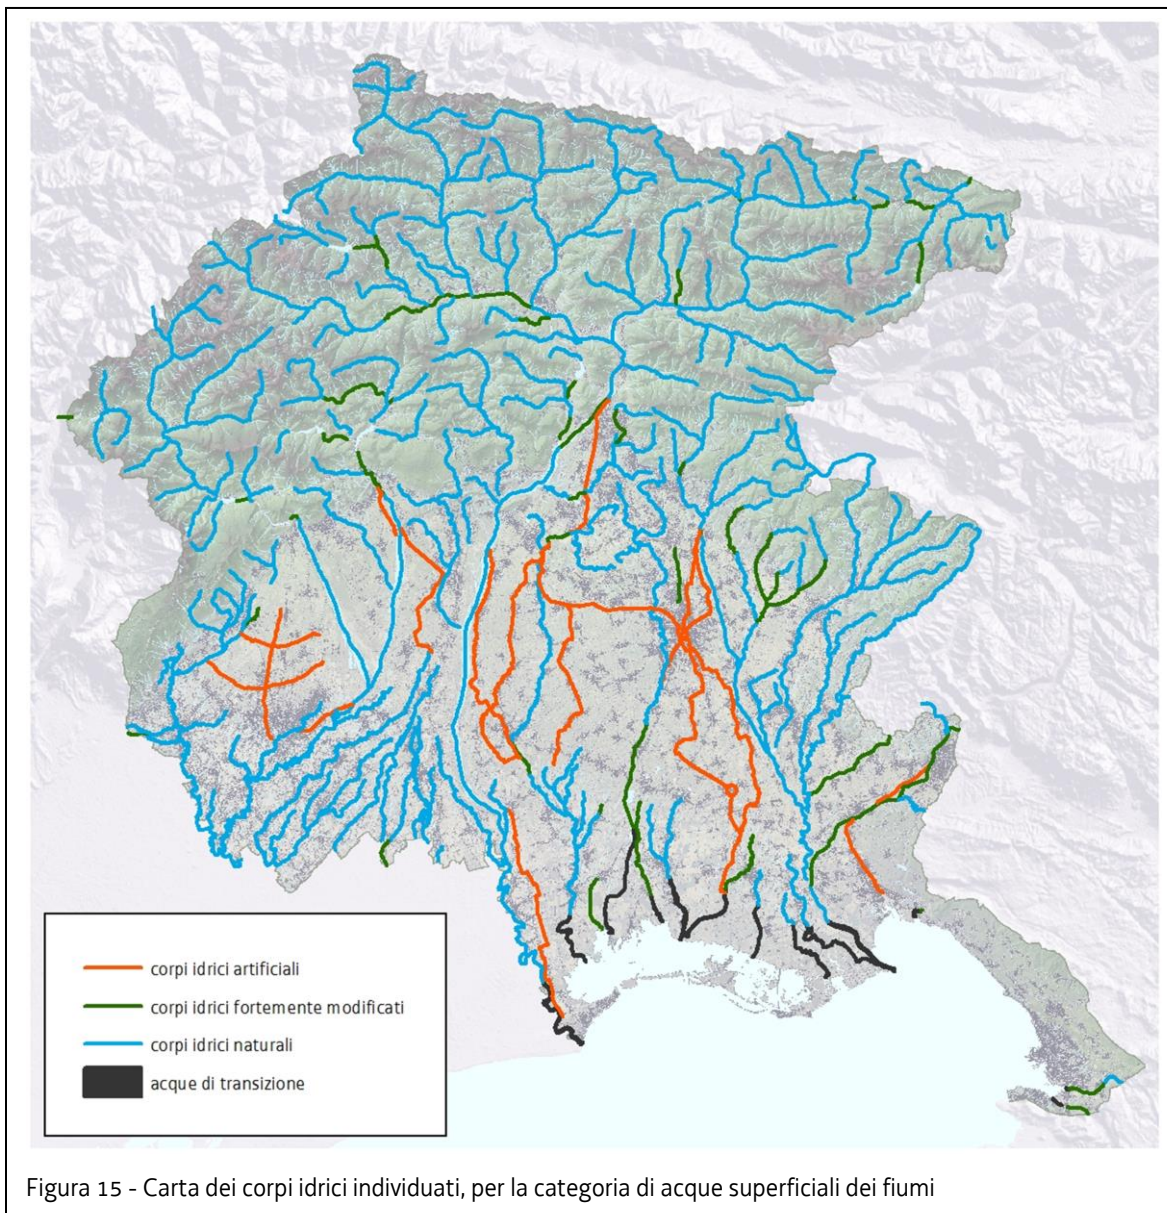 corpi idrici artificiali
corpi idrici fortemente modificati
corpi idrici naturali
acque di transizione
Figura 15 - Carta dei corpi idrici individuati, per la categoria di acque superficiali dei fiumi